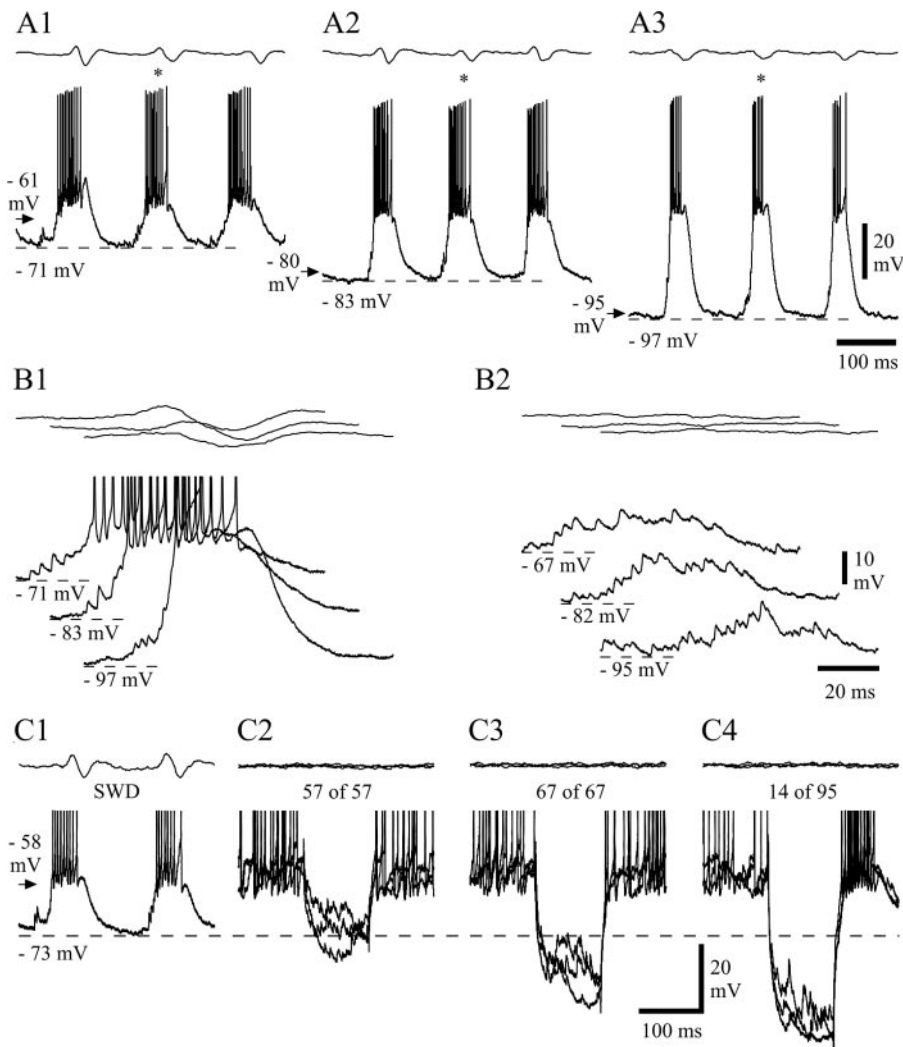 A1
A2
A3
*
*
*
- 61
mV
- 71 mV
- 80
mV
- 83 mV
- 95
mV
- 97 mV
20
mV
100 ms
B1
B2
- 71 mV
- 83 mV
- 97 mV
- 67 mV
- 82 mV
- 95 mV
10
mV
20 ms
C1
C2
C3
C4
SWD
57 of 57
67 of 67
14 of 95
- 58
mV
- 73 mV
20
mV
100 ms